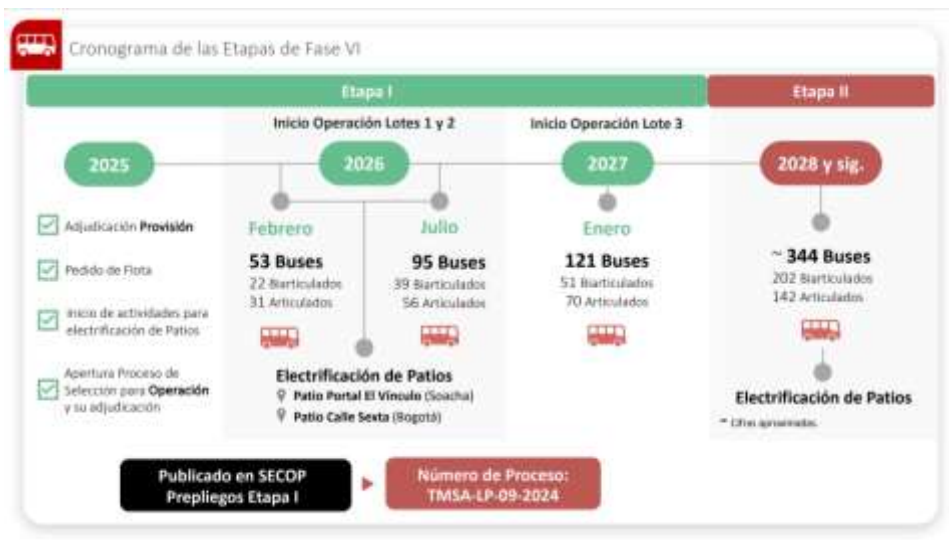 Cronograma de las Etapas de Fase VI
Etapa I
Etapa II
Inicio Operación Lotes 1 y 2
Inicio Operación Lote 3
2025
2026
2027
2028 y sig.
Adjudicación Provisión
Pedido de Flota
Inicio de actividades para
electrificación de Patios
Apertura Proceso de
Selección para Operación
y su adjudicación
Febrero
53 Buses
22 Biarticulados
31 Articulados
Julio
95 Buses
39 Biarticulados
56 Articulados
Electrificación de Patios
Patio Portal El Vínculo (Soacha)
Patio Calle Sexta (Bogotá)
Enero
121 Buses
51 Biarticulados
70 Articulados
~ 344 Buses
202 Biarticulados
142 Articulados
Electrificación de Patios
~ Cifras aproximadas
Publicado en SECOP
Prepliegos Etapa I
Número de Proceso:
TMSA-LP-09-2024